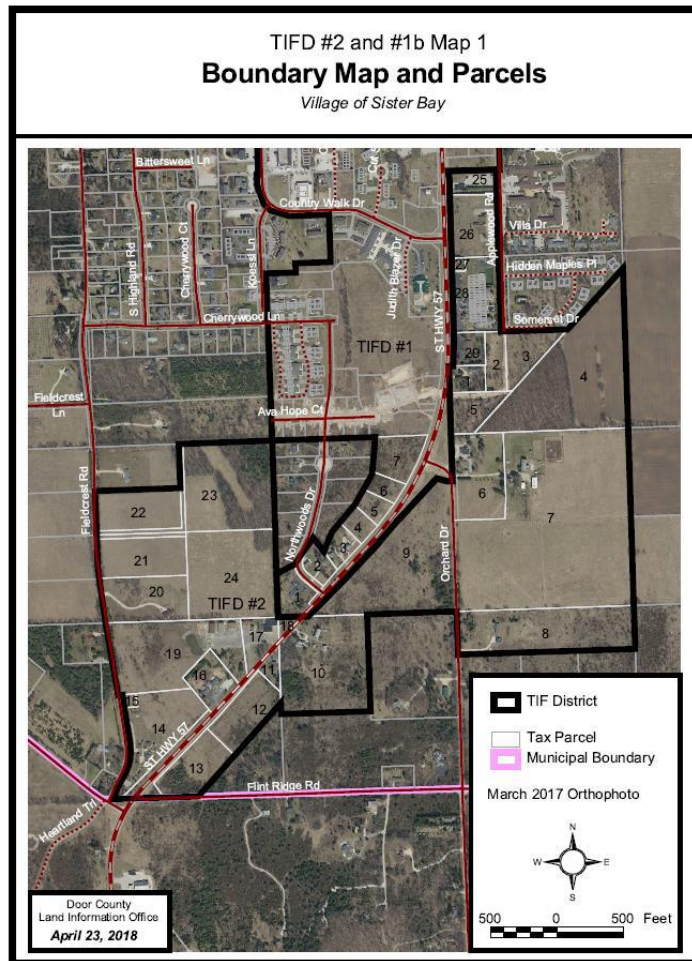 TIFD #2 and #1b Map 1
Boundary Map and Parcels
Village of Sister Bay
Bittersweet Ln
Country Walk Dr
25
Applewood Rd
26
Villa Dr
S Highland Rd
Cherrywood Ct
Koessl Ln
Judith Blazer Dr
27
Hidden Maples Pl
28
Somerset Dr
ST HWY 57
Cherrywood Ln
TIFD #1
29
3
4
1
2
Fieldcrest
Ln
Ava Hope Ct
5
7
Fieldcrest Rd
23
22
6
6
7
Northwoods Dr
5
4
3
9
Orchard Dr
21
24
2
20
TIFD #2
1
18
8
19
17
16
11
10
15
12
14
ST HWY 57
13
Flint Ridge Rd
Heartland Trl
TIF District
Tax Parcel
Municipal Boundary
March 2017 Orthophoto
N
W
E
S
500
0
500 Feet
Door County
Land Information Office
April 23, 2018